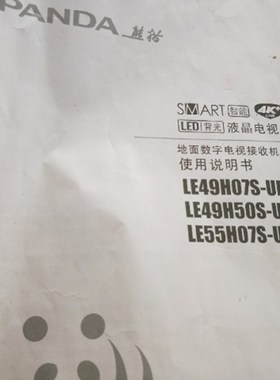 PANDA 熊猫
SMART 智能 4K
LED 背光 液晶电视
地面数字电视接收机
使用说明书
LE49H07S-U
LE49H50S-U
LE55H07S-U